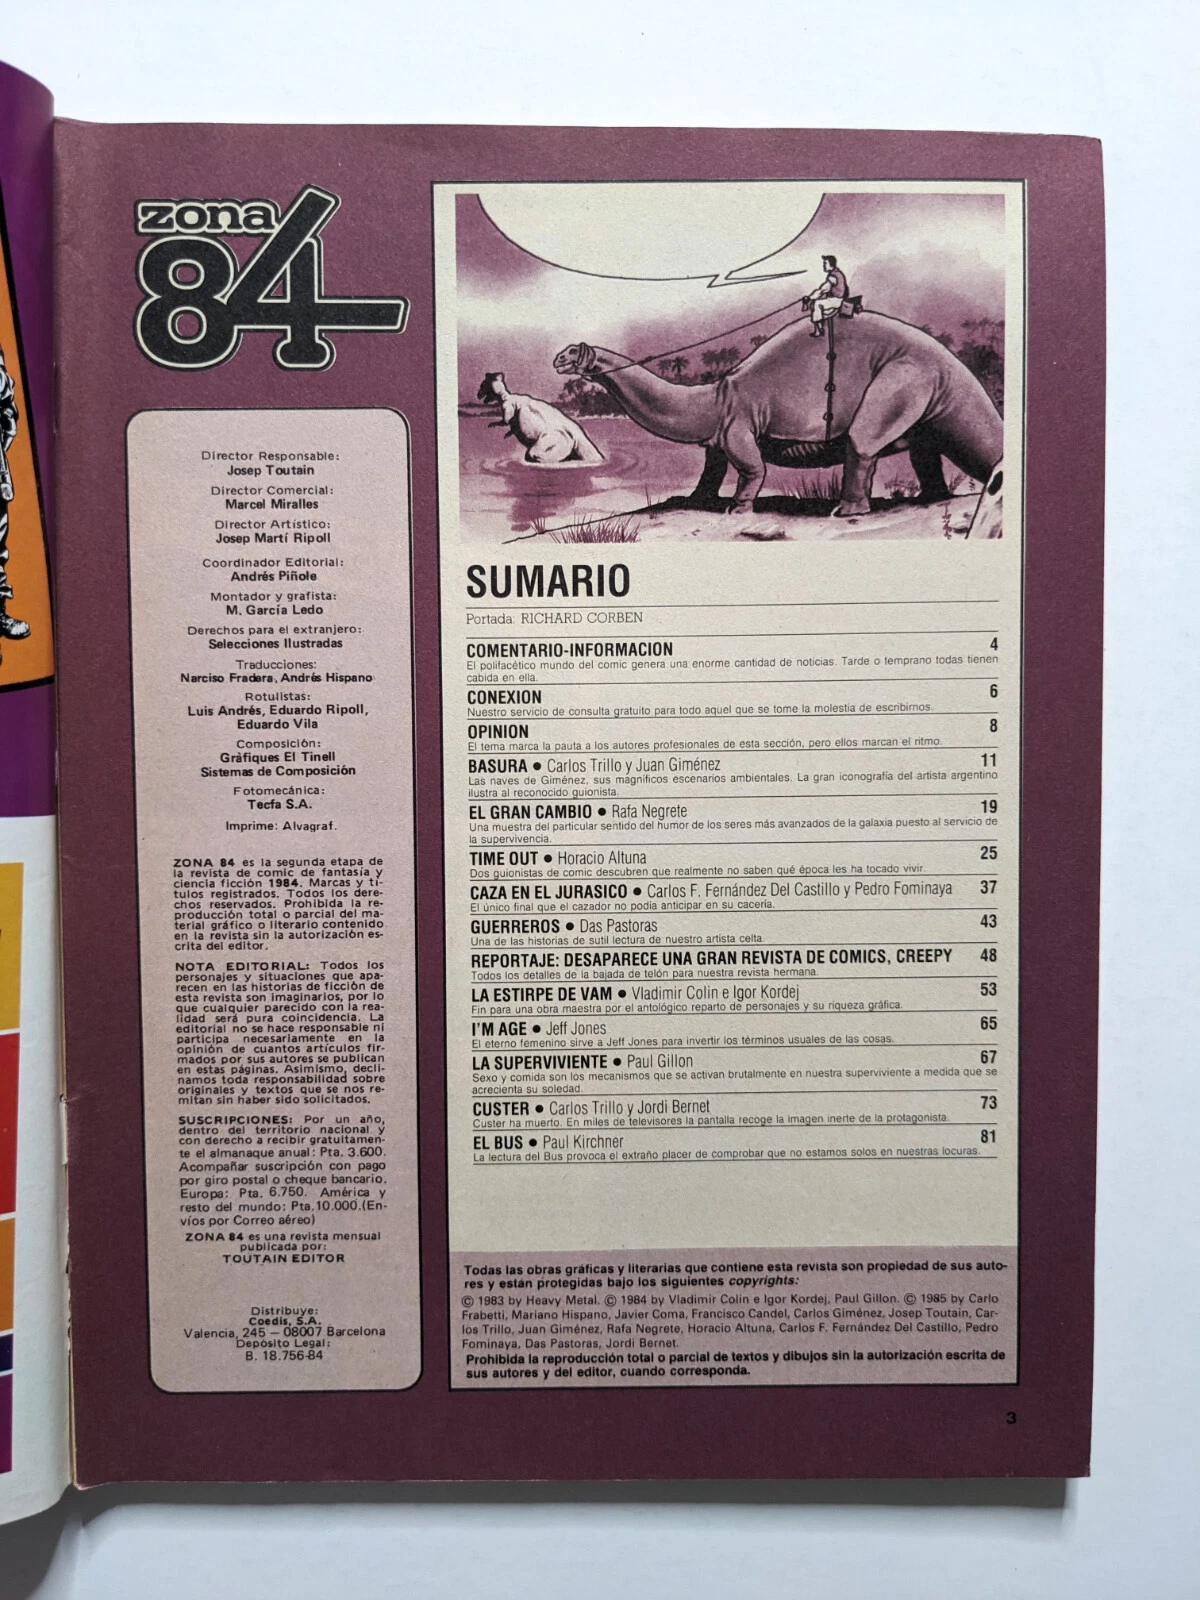 zona
84
Director Responsable:
Josep Toutain
Director Comercial:
Marcel Miralles
Director Artístico:
Josep Martí Ripoll
Coordinador Editorial:
Andrés Piñole
Montador y grafista:
M. García Ledo
Derechos para el extranjero:
Selecciones Ilustradas
Traducciones:
Narciso Fradera, Andrés Hispano
Rotulistas:
Luis Andrés, Eduardo Ripoll,
Eduardo Vila
Composición:
Gràfiques El Tinell
Sistemas de Composición
Fotomecánica:
Tecfa S.A.
Imprime: Alvagraf.
ZONA 84 es la segunda etapa de
la revista de comic de fantasía y
ciencia ficción 1984. Marcas y tí-
tulos registrados. Todos los dere-
chos reservados. Prohibida la re-
producción total o parcial del ma-
terial gráfico o literario contenido
en la revista sin la autorización es-
crita del editor.
NOTA EDITORIAL: Todos los
personajes y situaciones que apa-
recen en las historias de ficción de
esta revista son imaginarios, por lo
que cualquier parecido con la rea-
lidad será pura coincidencia. La
editorial no se hace responsable ni
participa necesariamente en la
opinión de cuantos artículos fir-
mados por sus autores se publican
en estas páginas. Asimismo, decli-
namos toda responsabilidad sobre
originales y textos que se nos re-
mitan sin haber sido solicitados.
SUSCRIPCIONES: Por un año,
dentro del territorio nacional y
con derecho a recibir gratuitamen-
te el almanaque anual: Pta. 3.600.
Acompañar suscripción con pago
por giro postal o cheque bancario.
Europa: Pta. 6.750. América y
resto del mundo: Pta.10.000.(En-
víos por Correo aéreo)
ZONA 84 es una revista mensual
publicada por:
TOUTAIN EDITOR
Distribuye:
Coedis, S.A.
Valencia, 245 — 08007 Barcelona
Depósito Legal:
B. 18.756-84
SUMARIO
Portada: RICHARD CORBEN
COMENTARIO-INFORMACION 4
El polifacético mundo del comic genera una enorme cantidad de noticias. Tarde o temprano todas tienen
cabida en ella.
CONEXION 6
Nuestro servicio de consulta gratuito para todo aquel que se tome la molestia de escribirnos.
OPINION 8
El tema marca la pauta a los autores profesionales de esta sección, pero ellos marcan el ritmo.
BASURA ● Carlos Trillo y Juan Giménez 11
Las naves de Giménez, sus magníficos escenarios ambientales. La gran iconografía del artista argentino
ilustra al reconocido guionista.
EL GRAN CAMBIO ● Rafa Negrete 19
Una muestra del particular sentido del humor de los seres más avanzados de la galaxia puesto al servicio de
la supervivencia.
TIME OUT ● Horacio Altuna 25
Dos guionistas de comic descubren que realmente no saben qué época les ha tocado vivir.
CAZA EN EL JURASICO ● Carlos F. Fernández Del Castillo y Pedro Fominaya 37
El único final que el cazador no podía anticipar en su cacería.
GUERREROS ● Das Pastoras 43
Una de las historias de sutil lectura de nuestro artista celta.
REPORTAJE: DESAPARECE UNA GRAN REVISTA DE COMICS, CREEPY 48
Todos los detalles de la bajada de telón para nuestra revista hermana.
LA ESTIRPE DE VAM ● Vladimir Colin e Igor Kordej 53
Fin para una obra maestra por el antológico reparto de personajes y su riqueza gráfica.
I'M AGE ● Jeff Jones 65
El eterno femenino sirve a Jeff Jones para invertir los términos usuales de las cosas.
LA SUPERVIVIENTE ● Paul Gillon 67
Sexo y comida son los mecanismos que se activan brutalmente en nuestra superviviente a medida que se
acrecienta su soledad.
CUSTER ● Carlos Trillo y Jordi Bernet 73
Custer ha muerto. En miles de televisores la pantalla recoge la imagen inerte de la protagonista.
EL BUS ● Paul Kirchner 81
La lectura del Bus provoca el extraño placer de comprobar que no estamos solos en nuestras locuras.
Todas las obras gráficas y literarias que contiene esta revista son propiedad de sus auto-
res y están protegidas bajo los siguientes copyrights:
© 1983 by Heavy Metal. © 1984 by Vladimir Colin e Igor Kordej, Paul Gillon. © 1985 by Carlo
Frabetti, Mariano Hispano, Javier Coma, Francisco Candel, Carlos Giménez, Josep Toutain, Car-
los Trillo, Juan Giménez, Rafa Negrete, Horacio Altuna, Carlos F. Fernández Del Castillo, Pedro
Fominaya, Das Pastoras, Jordi Bernet.
Prohibida la reproducción total o parcial de textos y dibujos sin la autorización escrita de
sus autores y del editor, cuando corresponda.
3